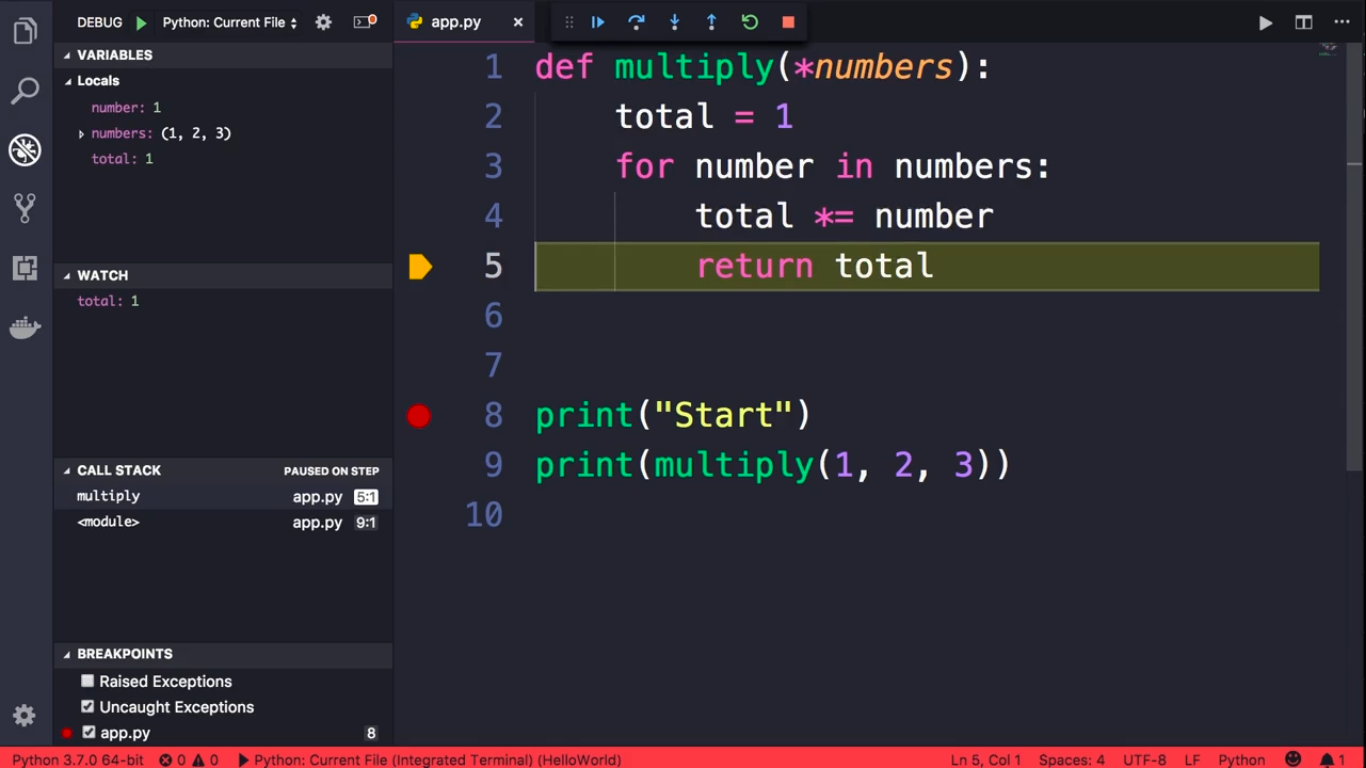 DEBUG Python: Current File
VARIABLES
Locals
number: 1
numbers: (1, 2, 3)
total: 1
WATCH
total: 1
CALL STACK PAUSED ON STEP
multiply app.py 5:1
<module> app.py 9:1
BREAKPOINTS
Raised Exceptions
Uncaught Exceptions
app.py 8
app.py
1 def multiply(*numbers):
2 total = 1
3 for number in numbers:
4 total *= number
5 return total
6
7
8 print("Start")
9 print(multiply(1, 2, 3))
10
Python 3.7.0 64-bit 0 0 Python: Current File (Integrated Terminal) (HelloWorld) Ln 5, Col 1 Spaces: 4 UTF-8 LF Python 1